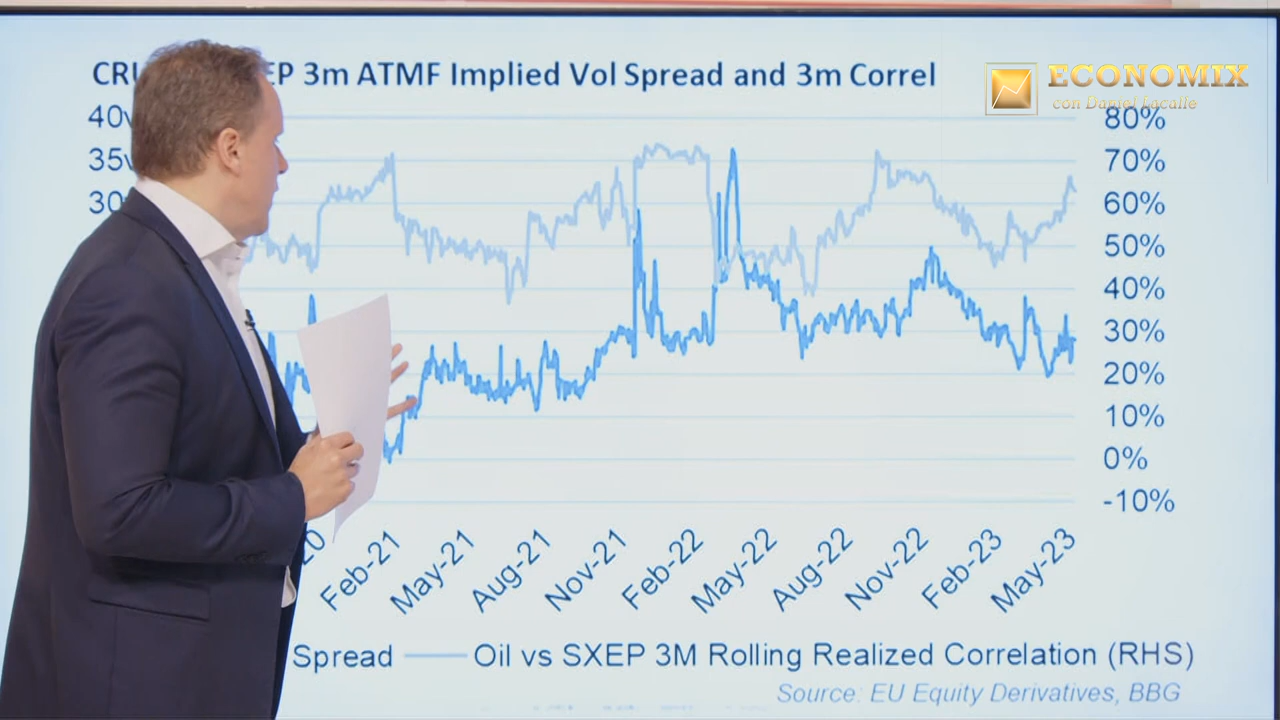 CRU EP 3m ATMF Implied Vol Spread and 3m Correl
ECONOMIX
con Daniel Lacalle
40v
35v
30
80%
70%
60%
50%
40%
30%
20%
10%
0%
-10%
20
Feb-21
May-21
Aug-21
Nov-21
Feb-22
May-22
Aug-22
Nov-22
Feb-23
May-23
Spread
Oil vs SXEP 3M Rolling Realized Correlation (RHS)
Source: EU Equity Derivatives, BBG